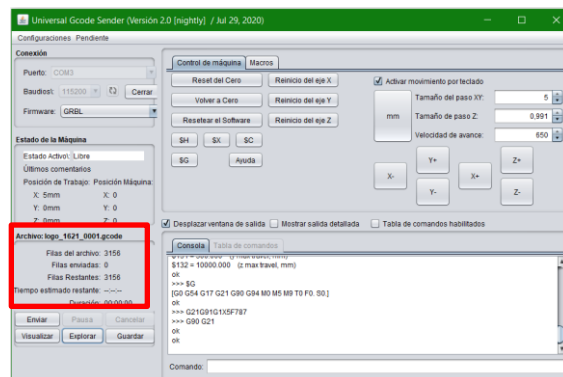 Universal Gcode Sender (Versión 2.0 [nightly] / Jul 29, 2020)
Configuraciones Pendiente
Conexión
Puerto: COM3
Baudiosl: 115200 Cerrar
Firmware: GRBL
Estado de la Máquina
Estado Activo\: Libre
Últimos comentarios
Posición de Trabajo: Posición Máquina:
X: 5mm X: 0
Y: 0mm Y: 0
Z: 0mm Z: 0
Archivo: logo_1621_0001.gcode
Filas del archivo: 3156
Filas enviadas: 0
Filas Restantes: 3156
Tiempo estimado restante: --:--:--
Duración: 00:00:00
Enviar Pausa Cancelar
Visualizar Explorar Guardar
Control de máquina Macros
Reset del Cero Reinicio del eje X
Volver a Cero Reinicio del eje Y
Resetear el Software Reinicio del eje Z
$H $X $C
$G Ayuda
Activar movimiento por teclado
mm
Tamaño del paso XY: 5
Tamaño de paso Z: 0,991
Velocidad de avance: 650
X- Y+ Y- X+ Z+ Z-
Desplazar ventana de salida Mostrar salida detallada Tabla de comandos habilitados
Consola Tabla de comandos
$132 = 10000.000 (z max travel, mm)
ok
>>> $G
[G0 G54 G17 G21 G90 G94 M0 M5 M9 T0 F0. S0.]
ok
>>> G21G91G1X5F787
>>> G90 G21
ok
ok
Comando: